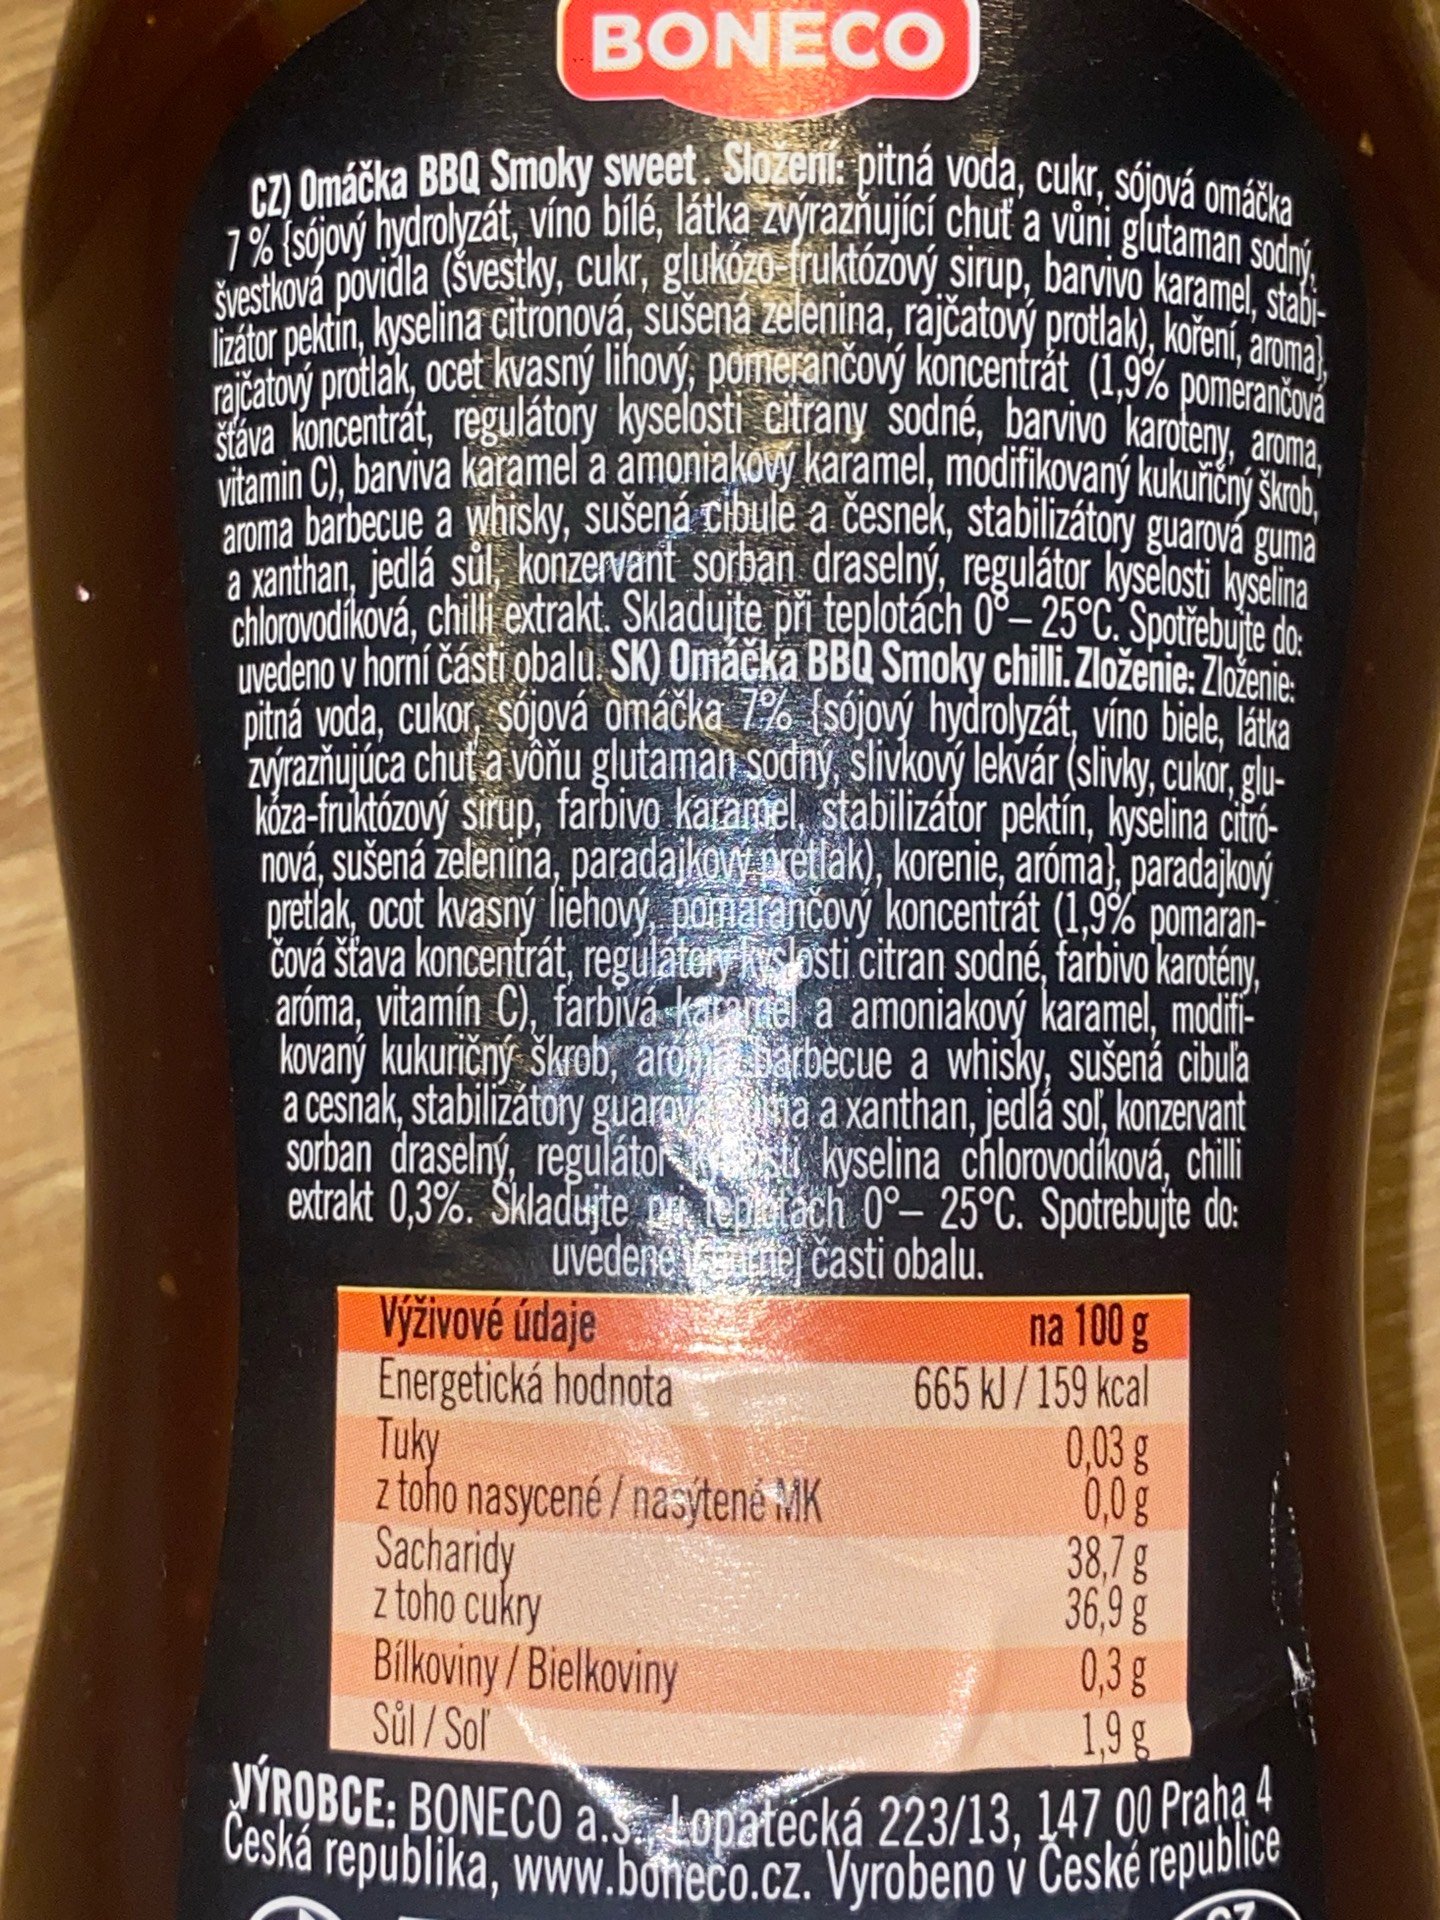 BONECO
CZ) Omáčka BBQ Smoky sweet. Složení: pitná voda, cukr, sójová omáčka
7 % {sójový hydrolyzát, víno bílé, látka zvýrazňující chuť a vůni glutaman sodný,
švestková povidla (švestky, cukr, glukózo-fruktózový sirup, barvivo karamel, stabi-
lizátor pektin, kyselina citronová, sušená zelenina, rajčatový protlak), koření, aroma},
rajčatový protlak, ocet kvasný lihový, pomerančový koncentrát (1,9% pomerančová
šťáva koncentrát, regulátory kyselosti citrany sodné, barvivo karoteny, aroma,
vitamin C), barviva karamel a amoniakový karamel, modifikovaný kukuřičný škrob,
aroma barbecue a whisky, sušená cibule a česnek, stabilizátory guarová guma
a xanthan, jedlá sůl, konzervant sorban draselný, regulátor kyselosti kyselina
chlorovodíková, chilli extrakt. Skladujte při teplotách 0° – 25°C. Spotřebujte do:
uvedeno v horní části obalu. SK) Omáčka BBQ Smoky chilli. Zloženie: Zloženie:
pitná voda, cukor, sójová omáčka 7% {sójový hydrolyzát, víno biele, látka
zvýrazňujúca chuť a vôňu glutaman sodný, slivkový lekvár (slivky, cukor, glu-
kóza-fruktózový sirup, farbivo karamel, stabilizátor pektín, kyselina citró-
nová, sušená zelenina, paradajkový pretlak), korenie, aróma}, paradajkový
pretlak, ocot kvasný liehový, pomarančový koncentrát (1,9% pomaran-
čová šťava koncentrát, regulátory kyslosti citran sodné, farbivo karotény,
aróma, vitamín C), farbivá karamel a amoniakový karamel, modifi-
kovaný kukuričný škrob, aróma barbecue a whisky, sušená cibuľa
a cesnak, stabilizátory guarová guma a xanthan, jedlá soľ, konzervant
sorban draselný, regulátor kyselina chlorovodíková, chilli
extrakt 0,3%. Skladujte pri teplotách 0°– 25°C. Spotrebujte do:
uvedené časti obalu.
Výživové údaje na 100 g
Energetická hodnota 665 kJ / 159 kcal
Tuky 0,03 g
z toho nasycené / nasýtené MK 0,0 g
Sacharidy 38,7 g
z toho cukry 36,9 g
Bílkoviny / Bielkoviny 0,3 g
Sůl / Soľ 1,9 g
VÝROBCE: BONECO a.s. Lopatecká 223/13, 147 00 Praha 4
Česká republika, www.boneco.cz. Vyrobeno v České republice
CZ